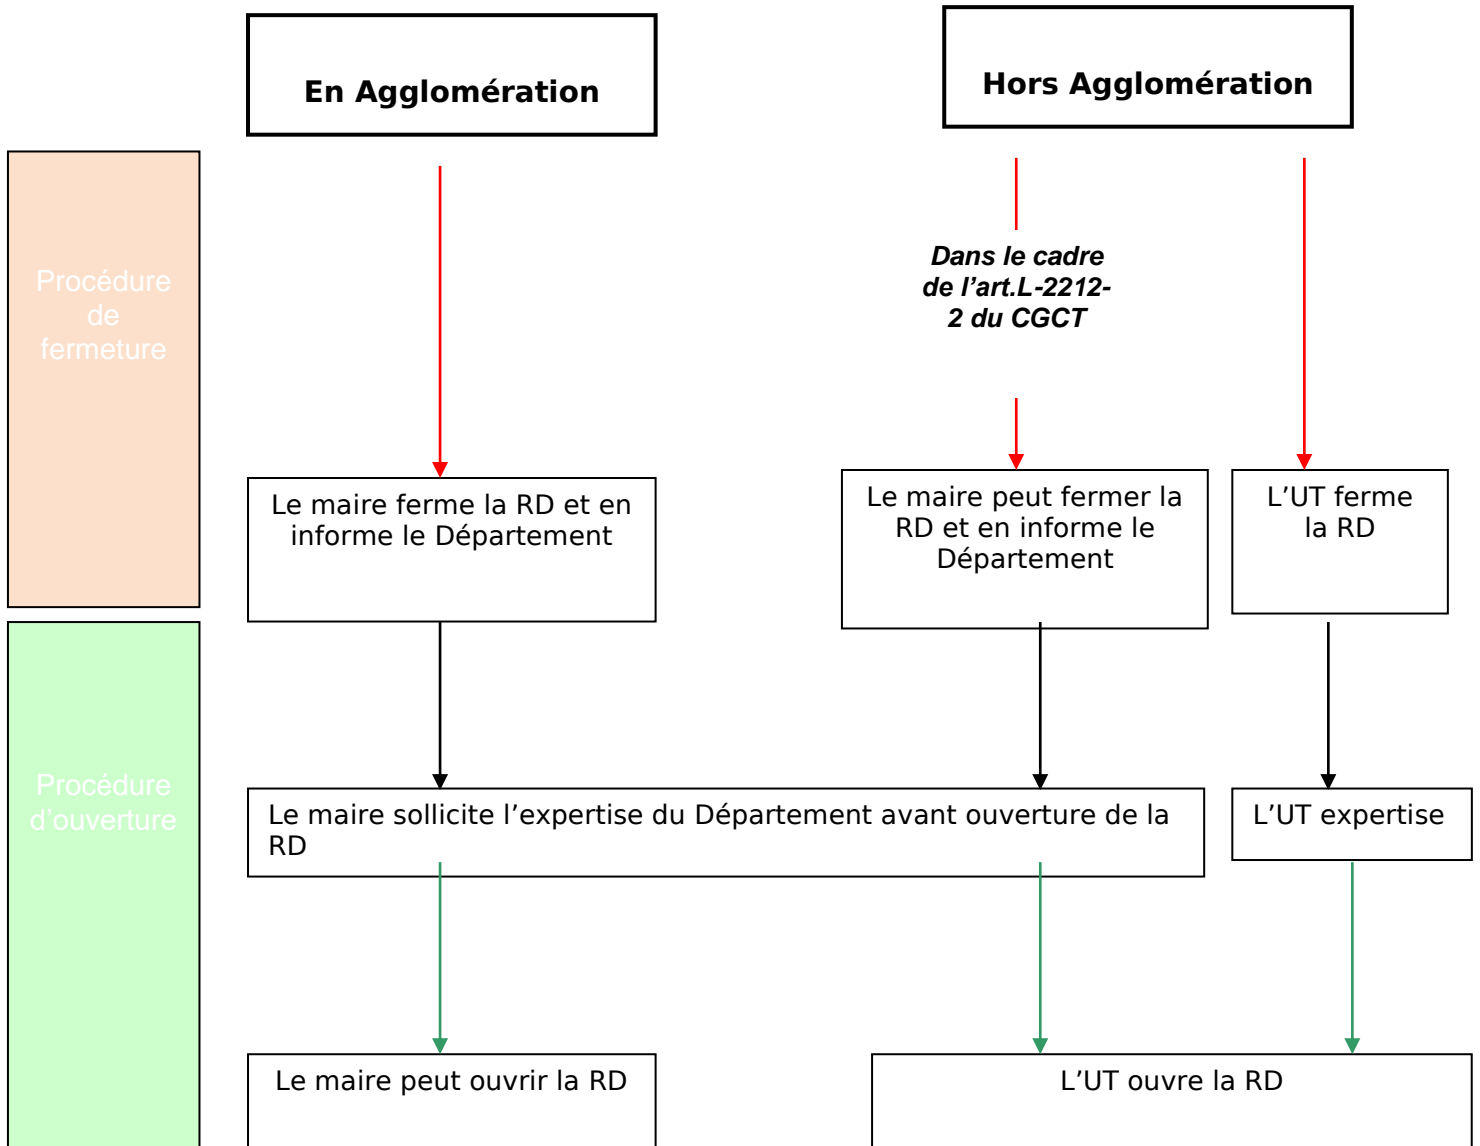 En Agglomération
Hors Agglomération
Procédure
de
fermeture
Dans le cadre
de l’art.L-2212-
2 du CGCT
Le maire ferme la RD et en
informe le Département
Le maire peut fermer la
RD et en informe le
Département
L’UT ferme
la RD
Procédure
d’ouverture
Le maire sollicite l’expertise du Département avant ouverture de la
RD
L’UT expertise
Le maire peut ouvrir la RD
L’UT ouvre la RD